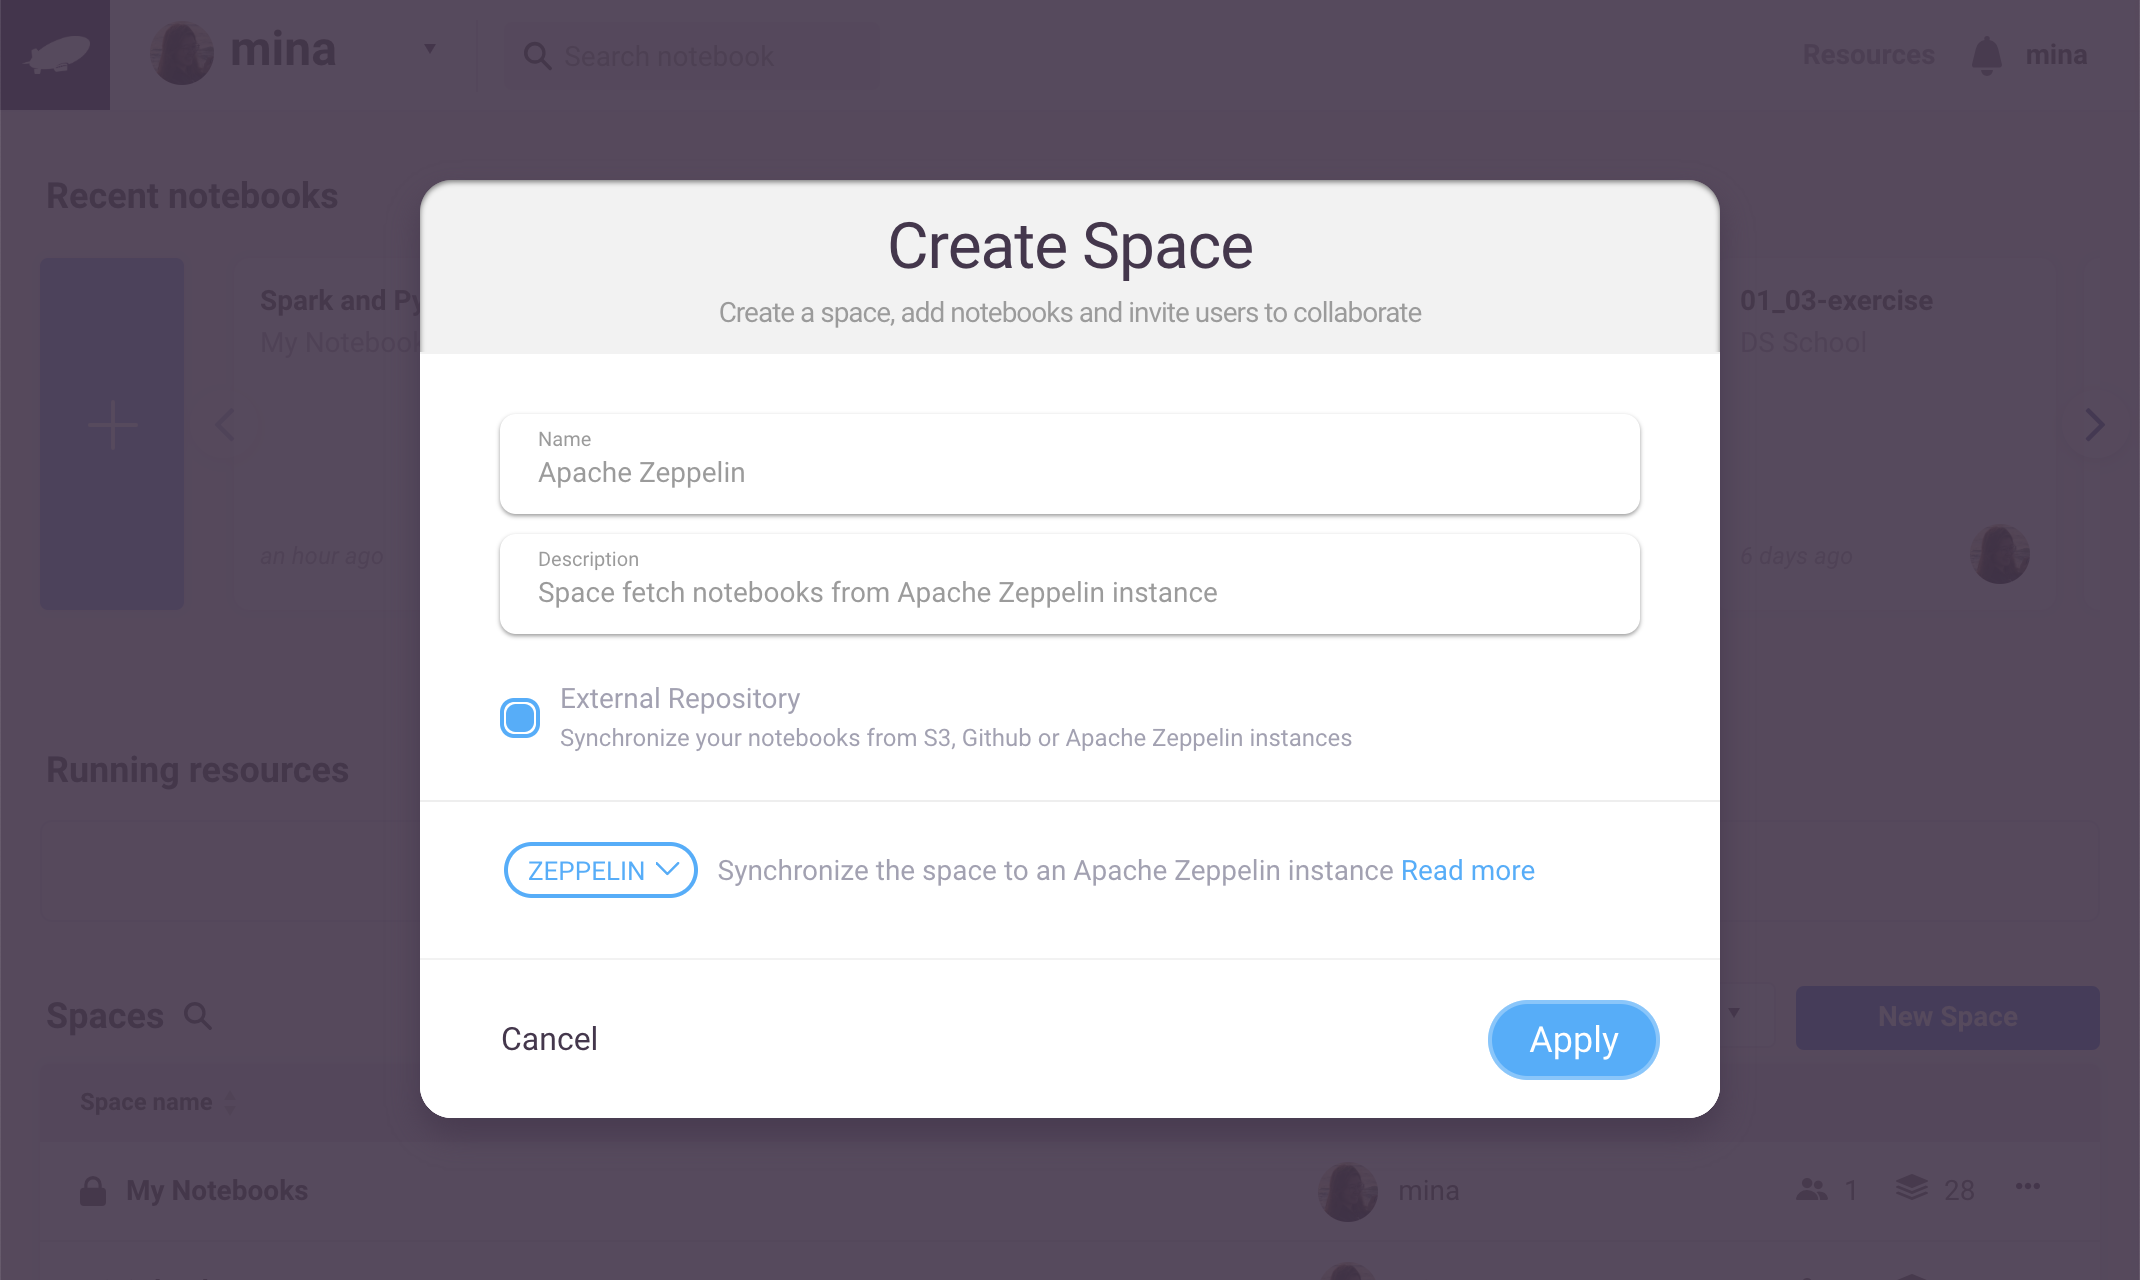 mina
Search notebook
Resources
mina
Recent notebooks
Spark and Py
My Notebook
an hour ago
01_03-exercise
DS School
6 days ago
Create Space
Create a space, add notebooks and invite users to collaborate
Name
Apache Zeppelin
Description
Space fetch notebooks from Apache Zeppelin instance
External Repository
Synchronize your notebooks from S3, Github or Apache Zeppelin instances
ZEPPELIN
Synchronize the space to an Apache Zeppelin instance Read more
Cancel
Apply
Running resources
Spaces
New Space
Space name
My Notebooks
mina
1
28